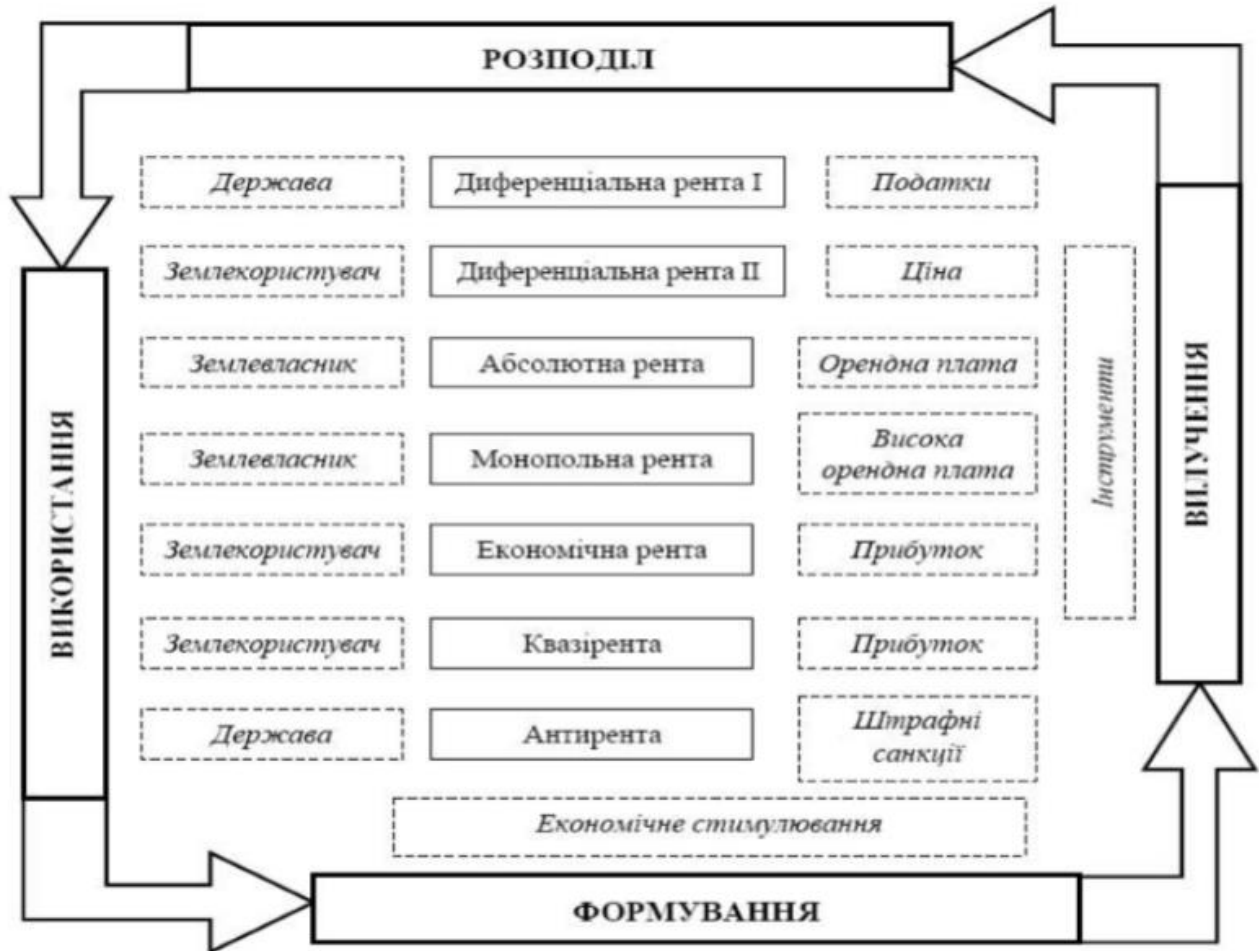 РОЗПОДІЛ
Держава
Диференціальна рента І
Податки
Землекористувач
Диференціальна рента ІІ
Ціна
Землевласник
Абсолютна рента
Орендна плата
Землевласник
Монопольна рента
Висока
орендна плата
Землекористувач
Економічна рента
Прибуток
Землекористувач
Квазірента
Прибуток
Держава
Антирента
Штрафні
санкції
Інструменти
ВИКОРИСТАННЯ
ВИЛУЧЕННЯ
Економічне стимулювання
ФОРМУВАННЯ